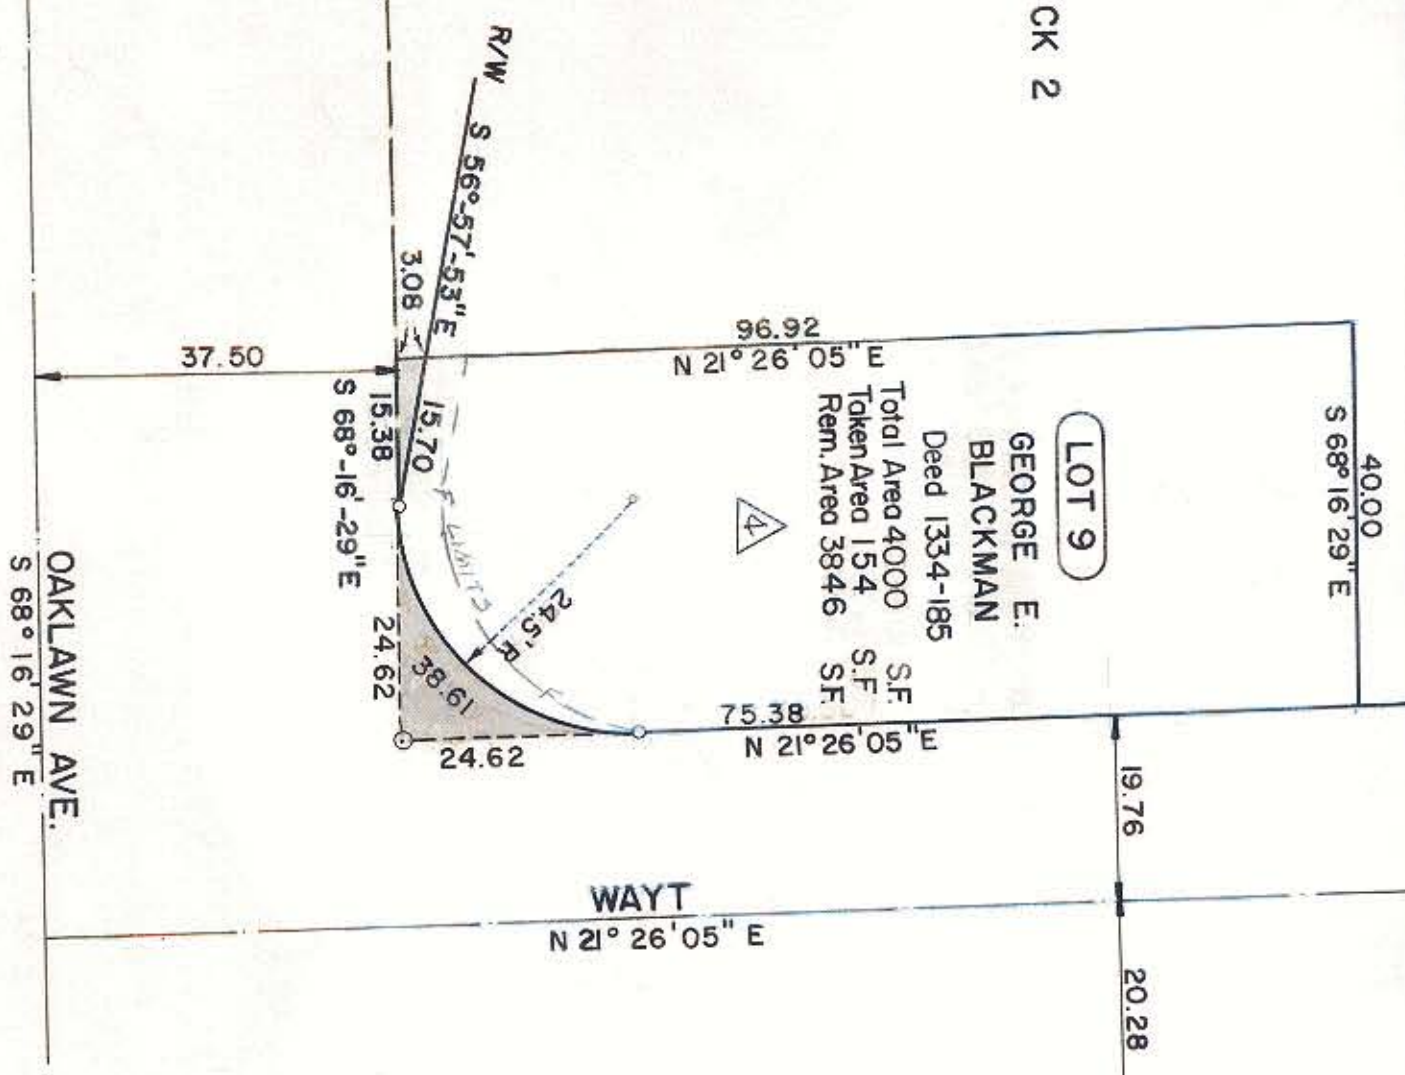 CK 2
R/W
S 56°-57'-53" E
3.08
37.50
15.38
15.70
S 68°-16'-29" E
96.92
N 21° 26' 05" E
40.00
S 68° 16' 29" E
LOT 9
GEORGE E.
BLACKMAN
Deed 1334-185
Total Area 4000 S.F.
Taken Area 154 S.F.
Rem. Area 3846 S.F.
4
F LIMITS F
24.5' R
38.61
24.62
24.62
75.38
N 21° 26' 05" E
19.76
20.28
WAYT
N 21° 26' 05" E
OAKLAWN AVE.
S 68° 16' 29" E